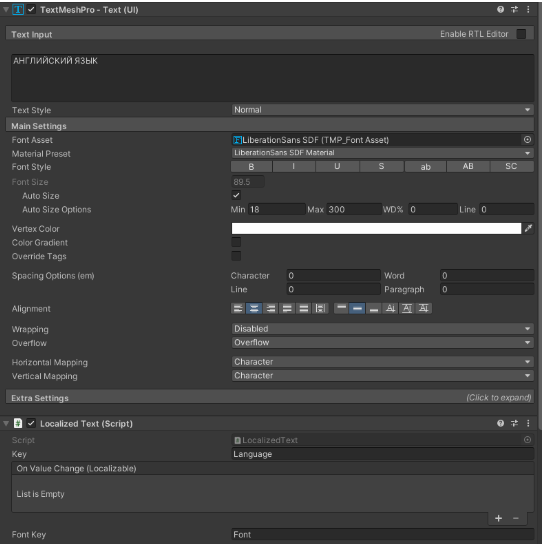 TextMeshPro - Text (UI)
Text Input Enable RTL Editor
АНГЛИЙСКИЙ ЯЗЫК
Text Style Normal
Main Settings
Font Asset LiberationSans SDF (TMP_Font Asset)
Material Preset LiberationSans SDF Material
Font Style B I U S ab AB SC
Font Size 89.5
Auto Size
Auto Size Options Min 18 Max 300 WD% 0 Line 0
Vertex Color
Color Gradient
Override Tags
Spacing Options (em) Character 0 Word 0
Line 0 Paragraph 0
Alignment
Wrapping Disabled
Overflow Overflow
Horizontal Mapping Character
Vertical Mapping Character
Extra Settings (Click to expand)
# Localized Text (Script)
Script LocalizedText
Key Language
On Value Change (Localizable)
List is Empty
+ -
Font Key Font